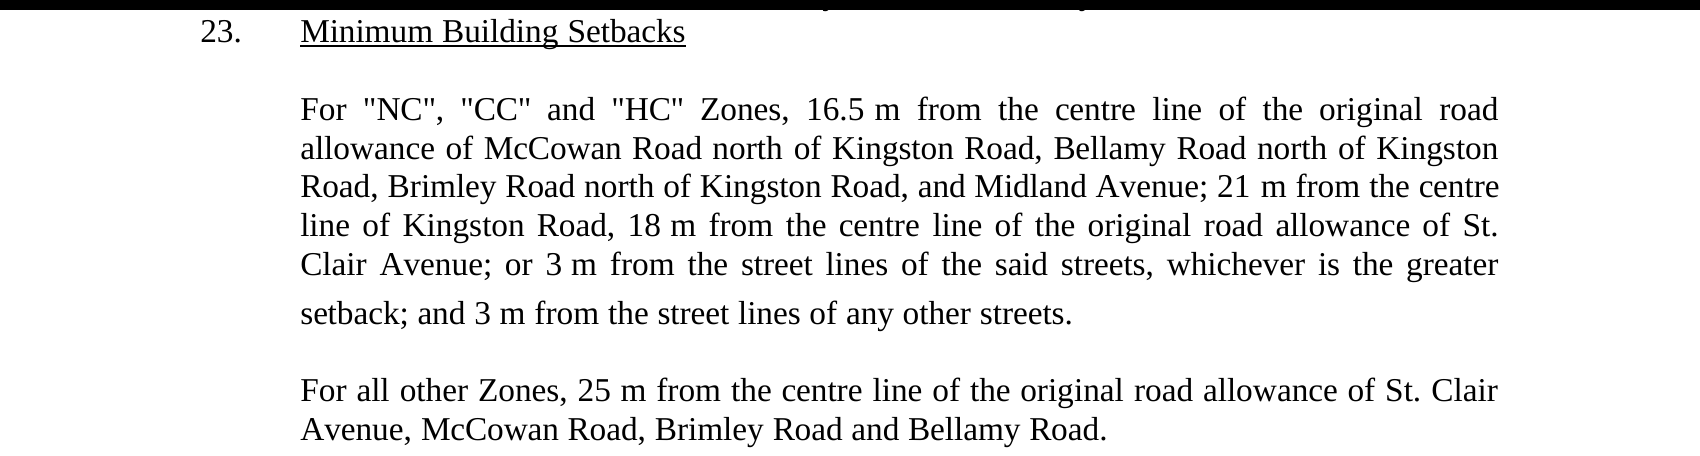 23. Minimum Building Setbacks
For "NC", "CC" and "HC" Zones, 16.5 m from the centre line of the original road
allowance of McCowan Road north of Kingston Road, Bellamy Road north of Kingston
Road, Brimley Road north of Kingston Road, and Midland Avenue; 21 m from the centre
line of Kingston Road, 18 m from the centre line of the original road allowance of St.
Clair Avenue; or 3 m from the street lines of the said streets, whichever is the greater
setback; and 3 m from the street lines of any other streets.
For all other Zones, 25 m from the centre line of the original road allowance of St. Clair
Avenue, McCowan Road, Brimley Road and Bellamy Road.